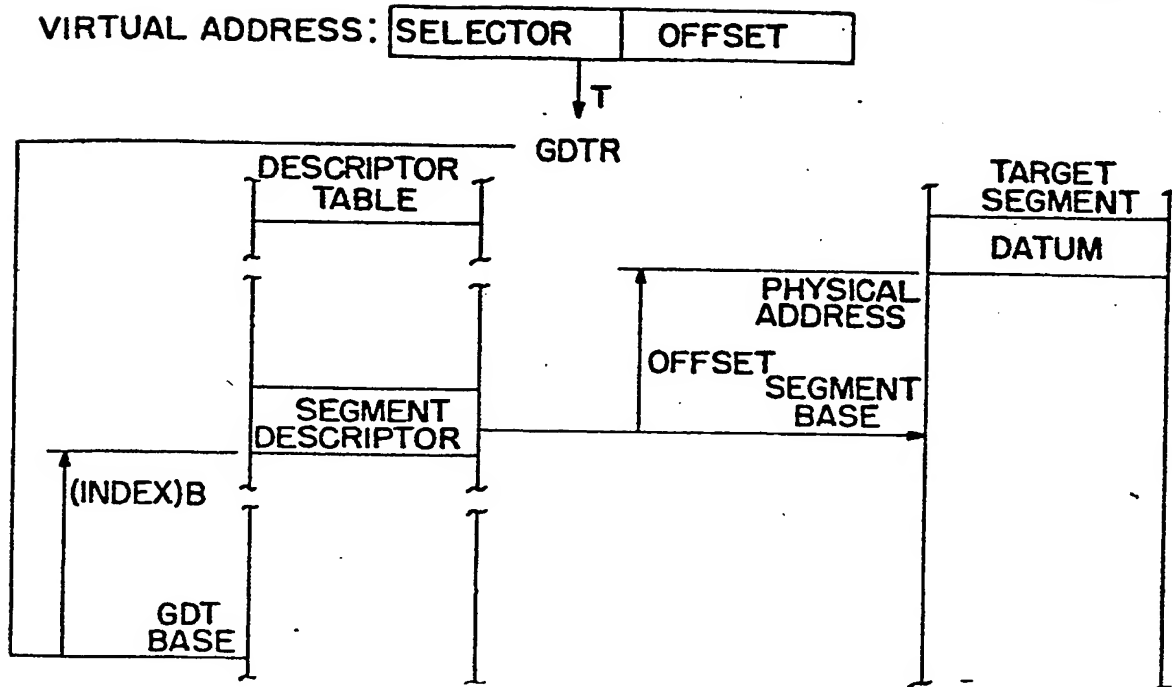 VIRTUAL ADDRESS: SELECTOR OFFSET
T
GDTR
DESCRIPTOR
TABLE
TARGET
SEGMENT
DATUM
PHYSICAL
ADDRESS
OFFSET
SEGMENT
BASE
SEGMENT
DESCRIPTOR
(INDEX)B
GDT
BASE